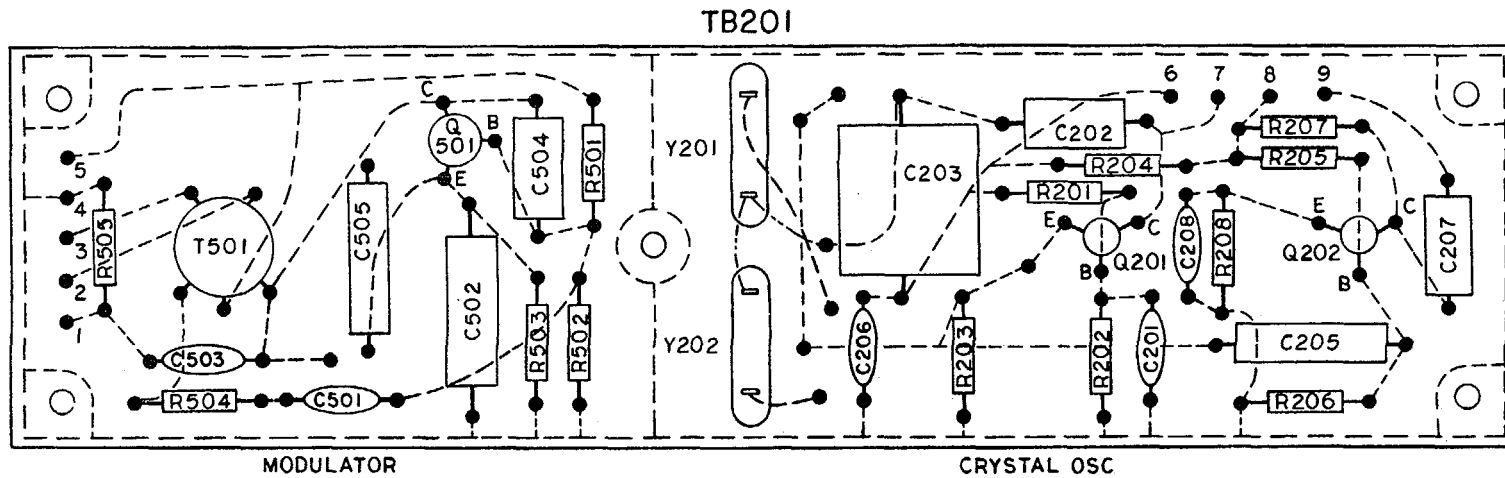 TB201
C
Q
501
B
E
C504
R501
5
4
3
2
R505
T501
C505
C502
R503
R502
C503
R504
C501
Y201
Y202
C203
C202
6
7
8
9
R207
R205
R204
R201
E
C
B
Q201
C208
R208
E
C
Q202
B
C207
C206
R203
R202
C201
C205
R206
MODULATOR
CRYSTAL OSC